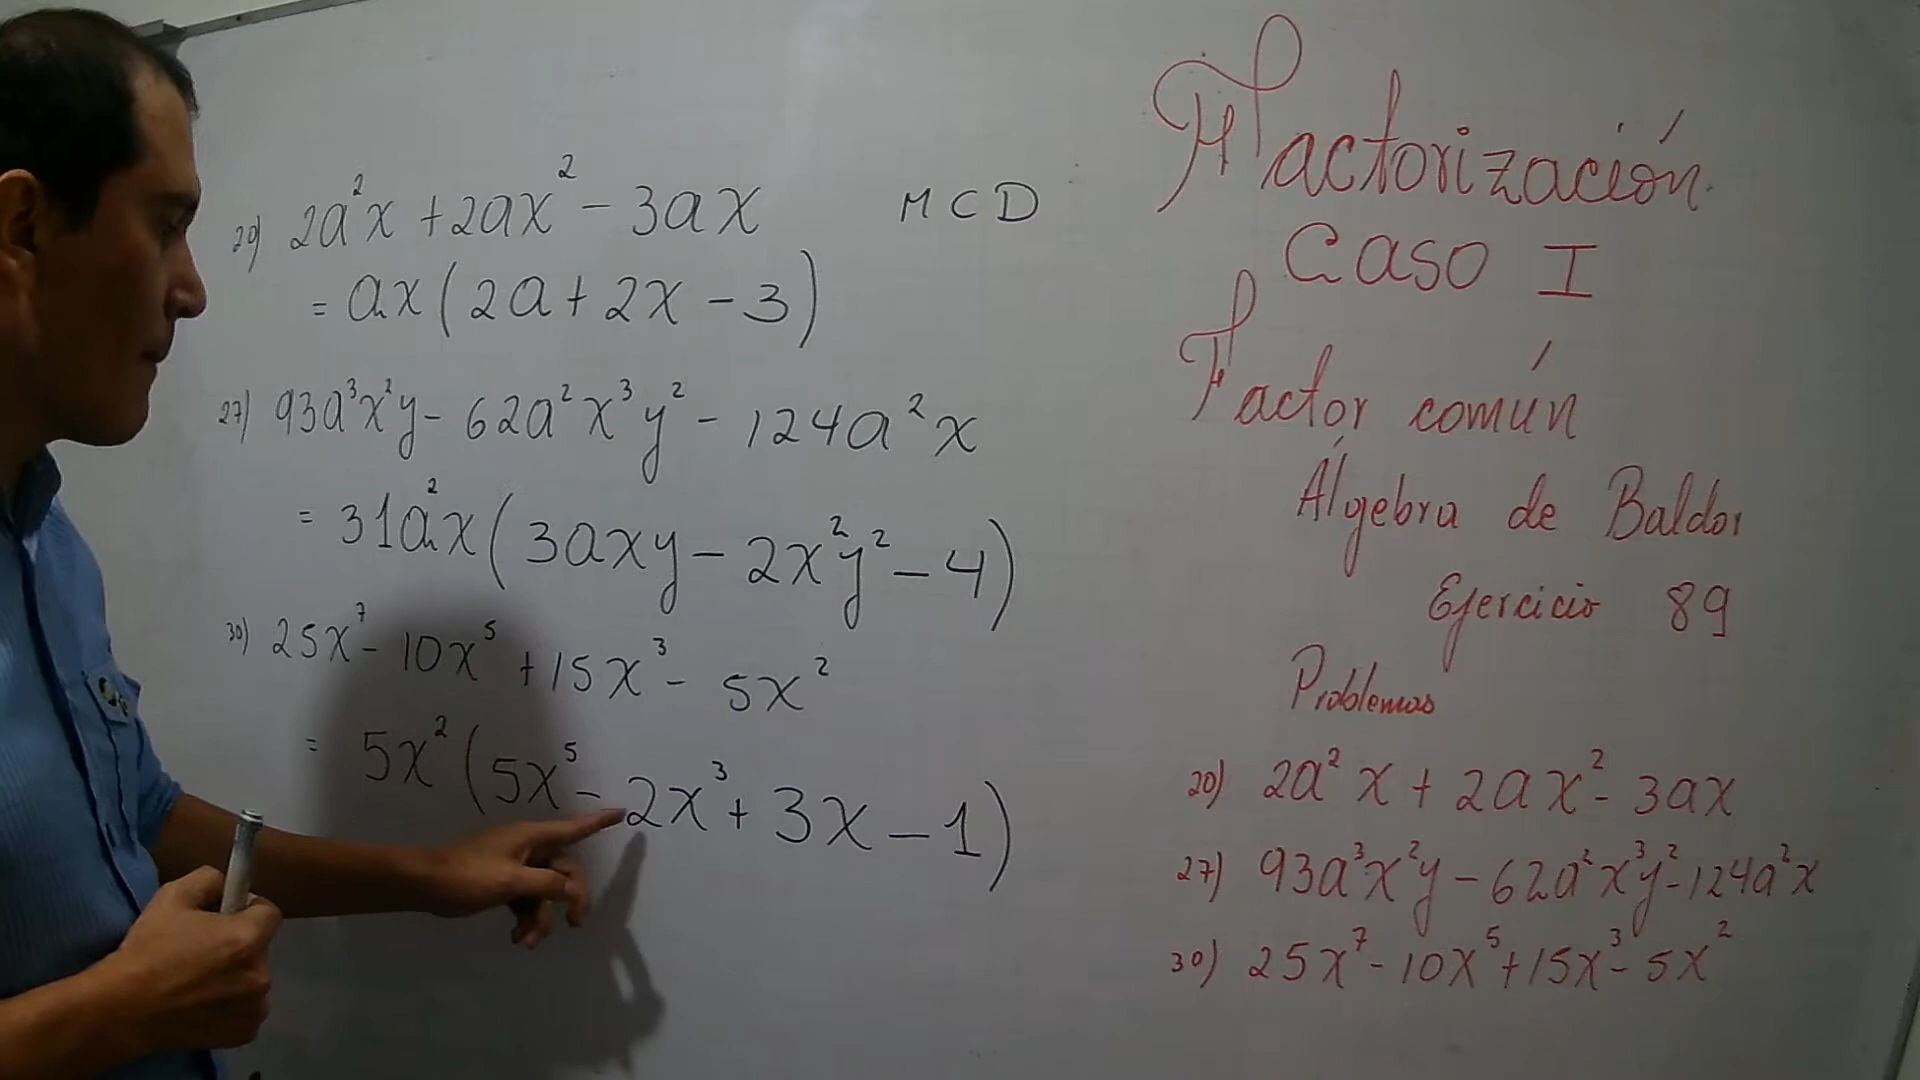 20) 2a²x + 2ax² - 3ax
= ax(2a + 2x - 3)
27) 93a³x²y - 62a²x³y² - 124a²x
= 31a²x(3axy - 2x²y² - 4)
30) 25x⁷ - 10x⁵ + 15x³ - 5x²
= 5x²(5x⁵ - 2x³ + 3x - 1)
MCD
Factorización
Caso I
Factor común
Álgebra de Baldor
Ejercicio 89
Problemas
20) 2a²x + 2ax² - 3ax
27) 93a³x²y - 62a²x³y² - 124a²x
30) 25x⁷ - 10x⁵ + 15x³ - 5x²